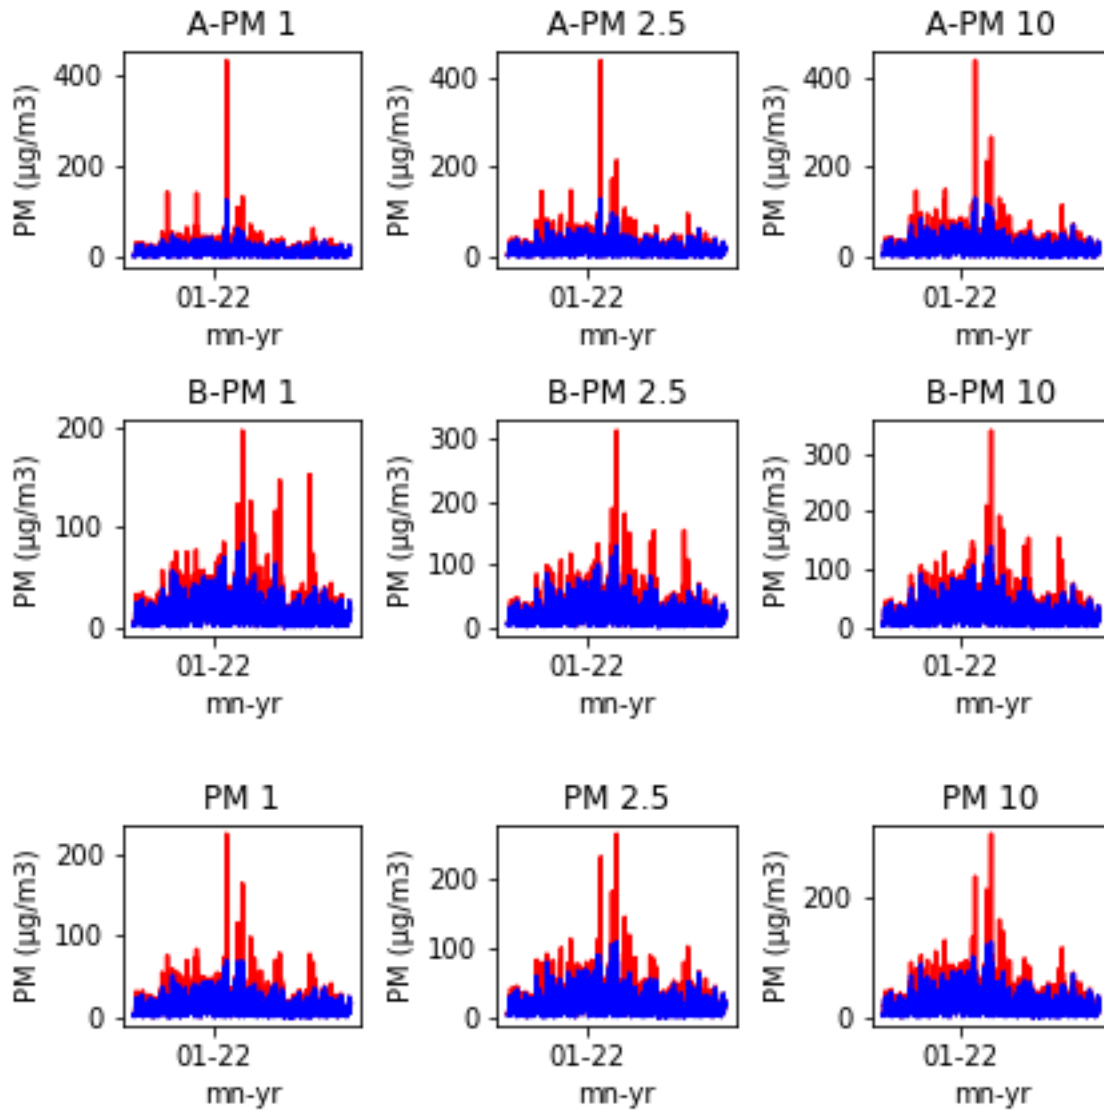 A-PM 1
PM (µg/m3)
400
200
0
01-22
mn-yr
A-PM 2.5
PM (µg/m3)
400
200
0
01-22
mn-yr
A-PM 10
PM (µg/m3)
400
200
0
01-22
mn-yr
B-PM 1
PM (µg/m3)
200
100
0
01-22
mn-yr
B-PM 2.5
PM (µg/m3)
300
200
100
0
01-22
mn-yr
B-PM 10
PM (µg/m3)
300
200
100
0
01-22
mn-yr
PM 1
PM (µg/m3)
200
100
0
01-22
mn-yr
PM 2.5
PM (µg/m3)
200
100
0
01-22
mn-yr
PM 10
PM (µg/m3)
200
0
01-22
mn-yr